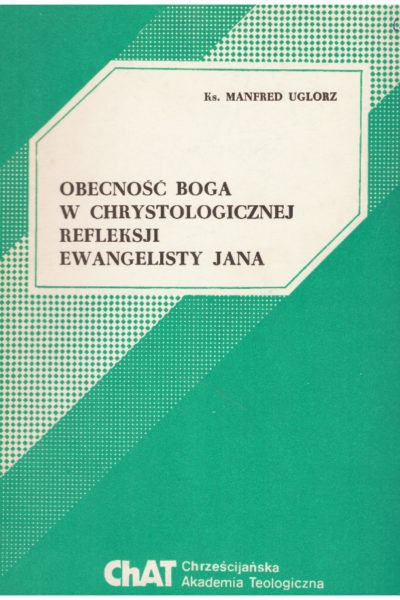 Ks. MANFRED UGLORZ
OBECNOŚĆ BOGA
W CHRYSTOLOGICZNEJ
REFLEKSJI
EWANGELISTY JANA
ChAT
Chrześcijańska
Akademia Teologiczna